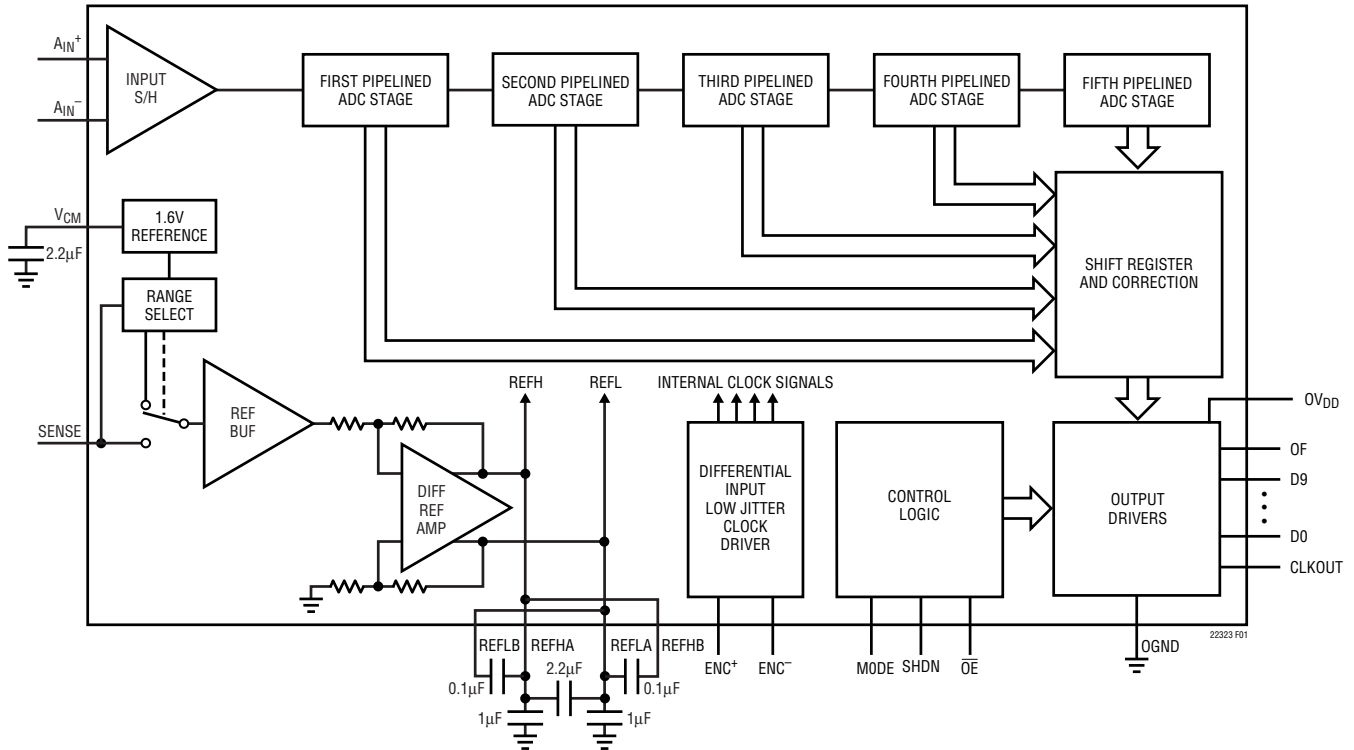 AIN+
AIN−
INPUT
S/H
FIRST PIPELINED
ADC STAGE
SECOND PIPELINED
ADC STAGE
THIRD PIPELINED
ADC STAGE
FOURTH PIPELINED
ADC STAGE
FIFTH PIPELINED
ADC STAGE
VCM
2.2µF
1.6V
REFERENCE
RANGE
SELECT
SHIFT REGISTER
AND CORRECTION
SENSE
REF
BUF
REFH
REFL
INTERNAL CLOCK SIGNALS
DIFF
REF
AMP
DIFFERENTIAL
INPUT
LOW JITTER
CLOCK
DRIVER
CONTROL
LOGIC
OUTPUT
DRIVERS
OVDD
OF
D9
D0
CLKOUT
REFLB
REFHA
REFLA
REFHB
2.2µF
0.1µF
0.1µF
1µF
1µF
ENC+
ENC−
M0DE
SHDN
O̅E̅
OGND
22323 F01